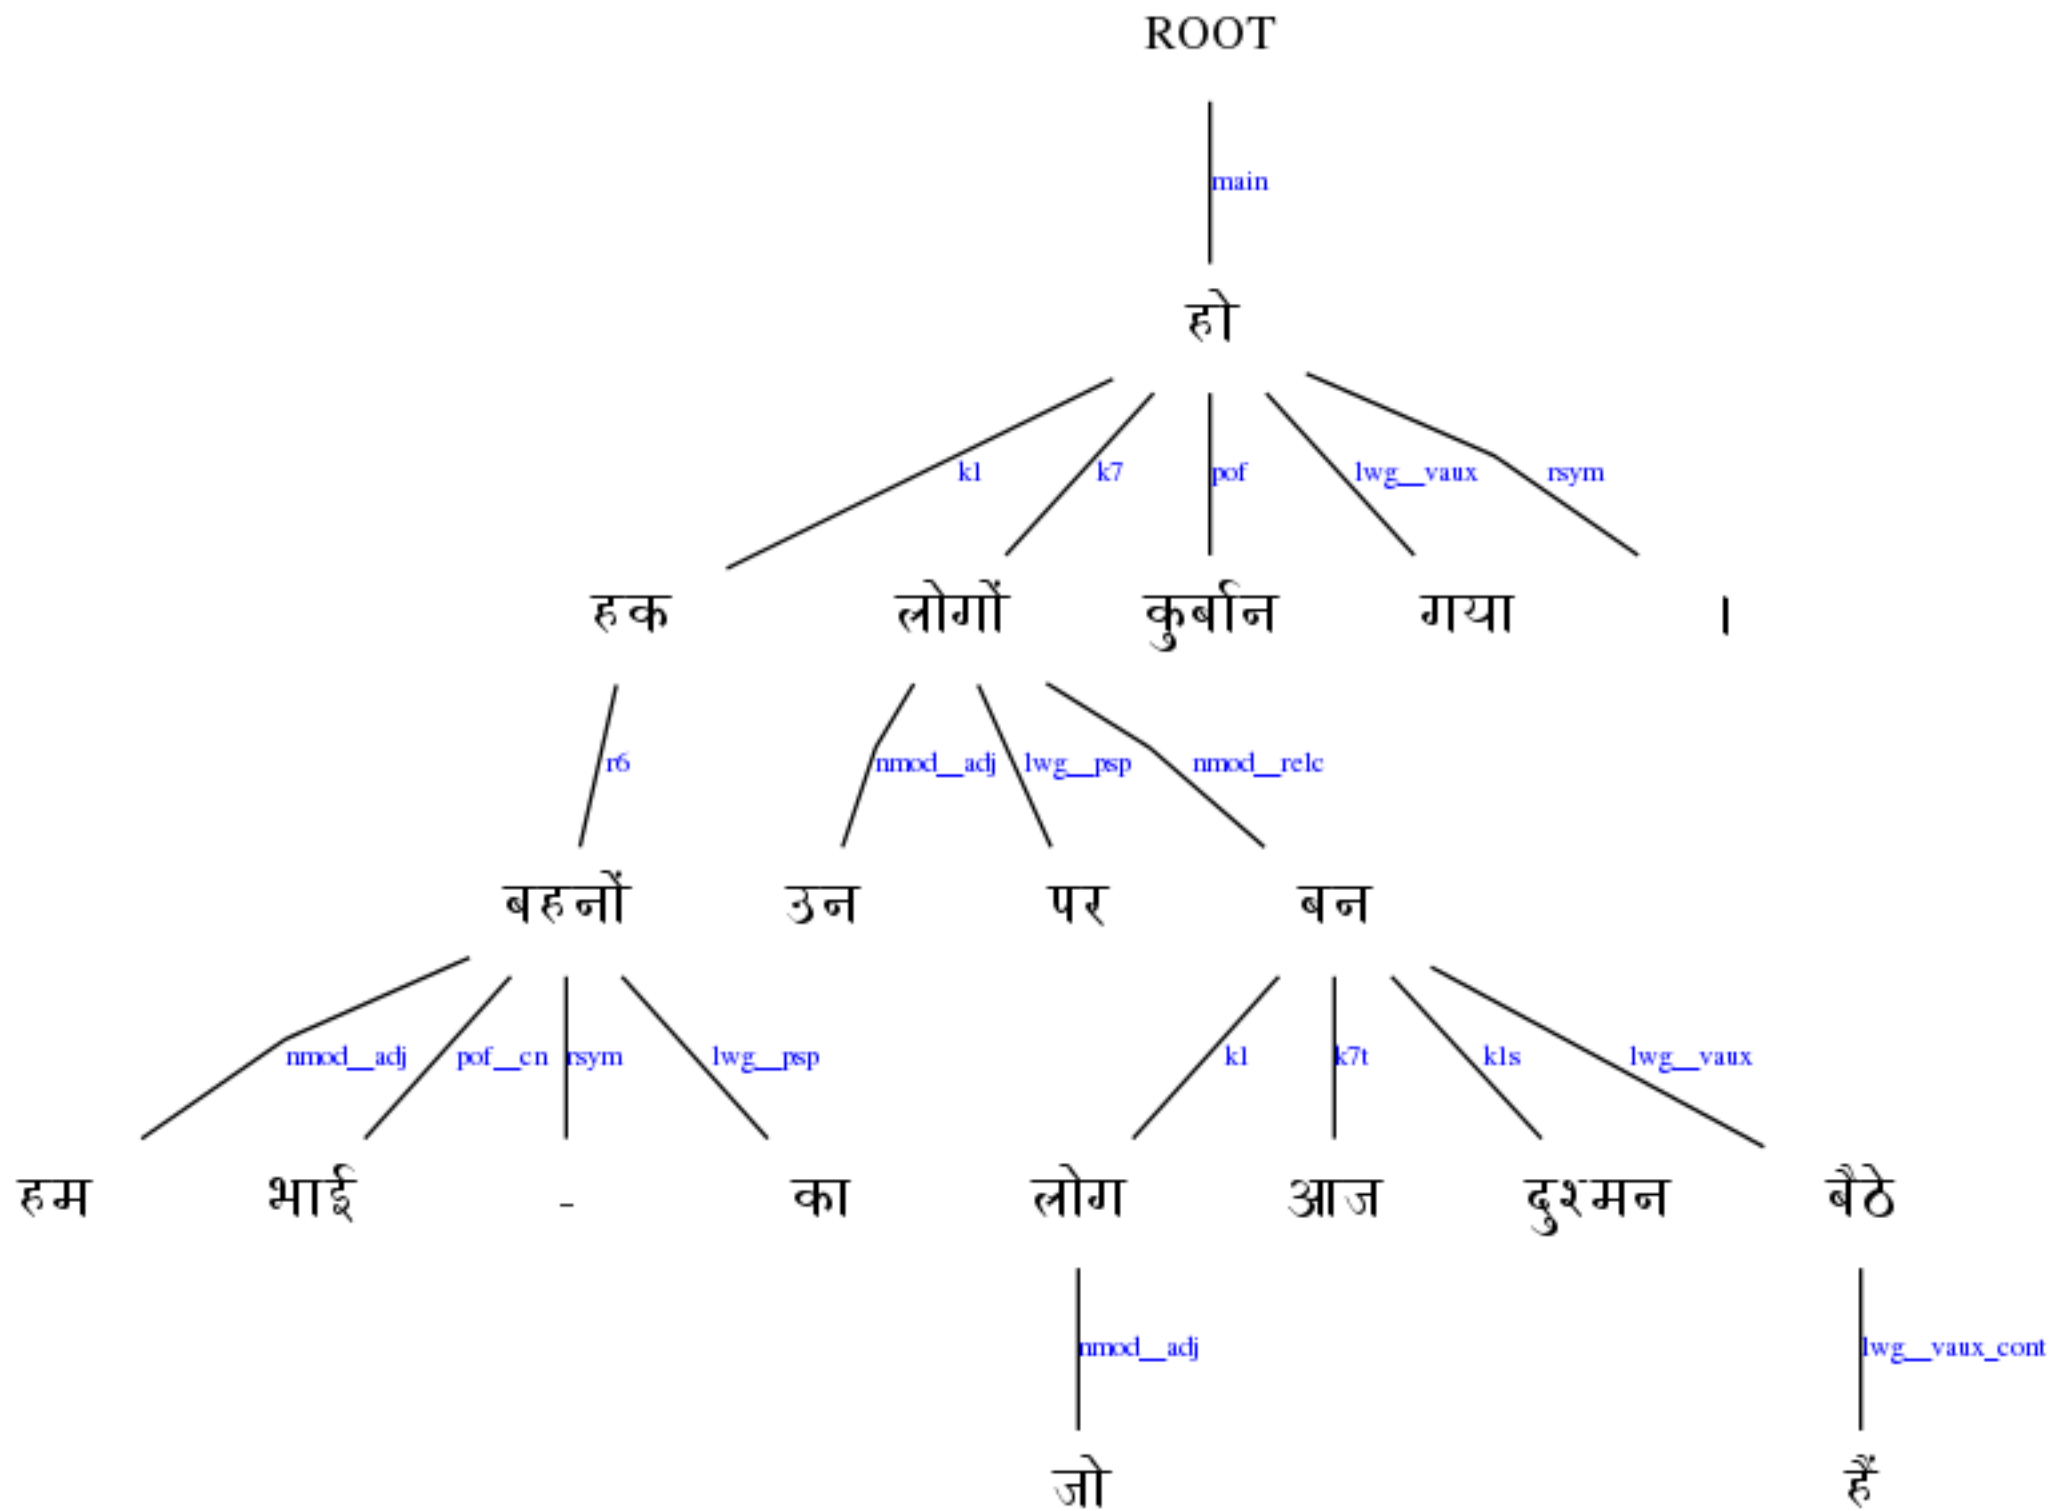 ROOT
main
हो
k1 k7 pof lwg__vaux rsym
हक लोगों कुर्बान गया ।
r6 nmod__adj lwg__psp nmod__relc
बहनों उन पर बन
nmod__adj pof__cn rsym lwg__psp k1 k7t k1s lwg__vaux
हम भाई - का लोग आज दुश्मन बैठे
nmod__adj lwg__vaux_cont
जो हैं